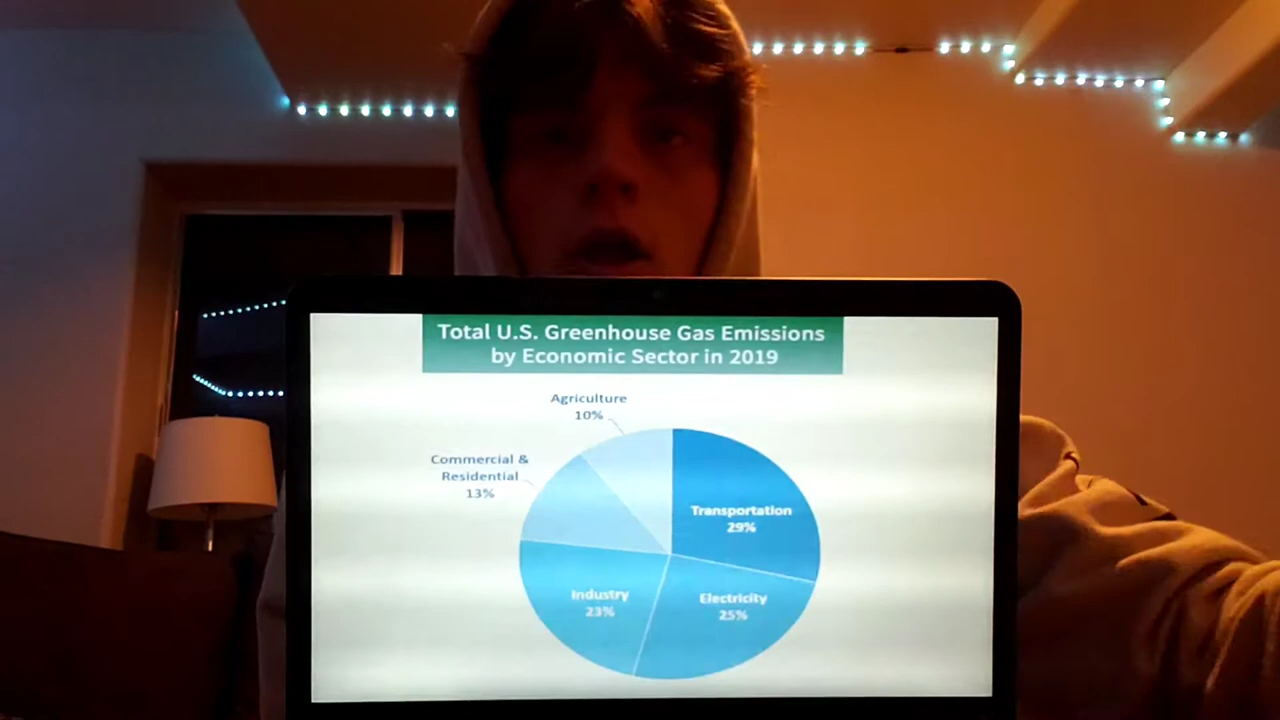 Total U.S. Greenhouse Gas Emissions
by Economic Sector in 2019
Agriculture
10%
Commercial &
Residential
13%
Transportation
29%
Industry
23%
Electricity
25%